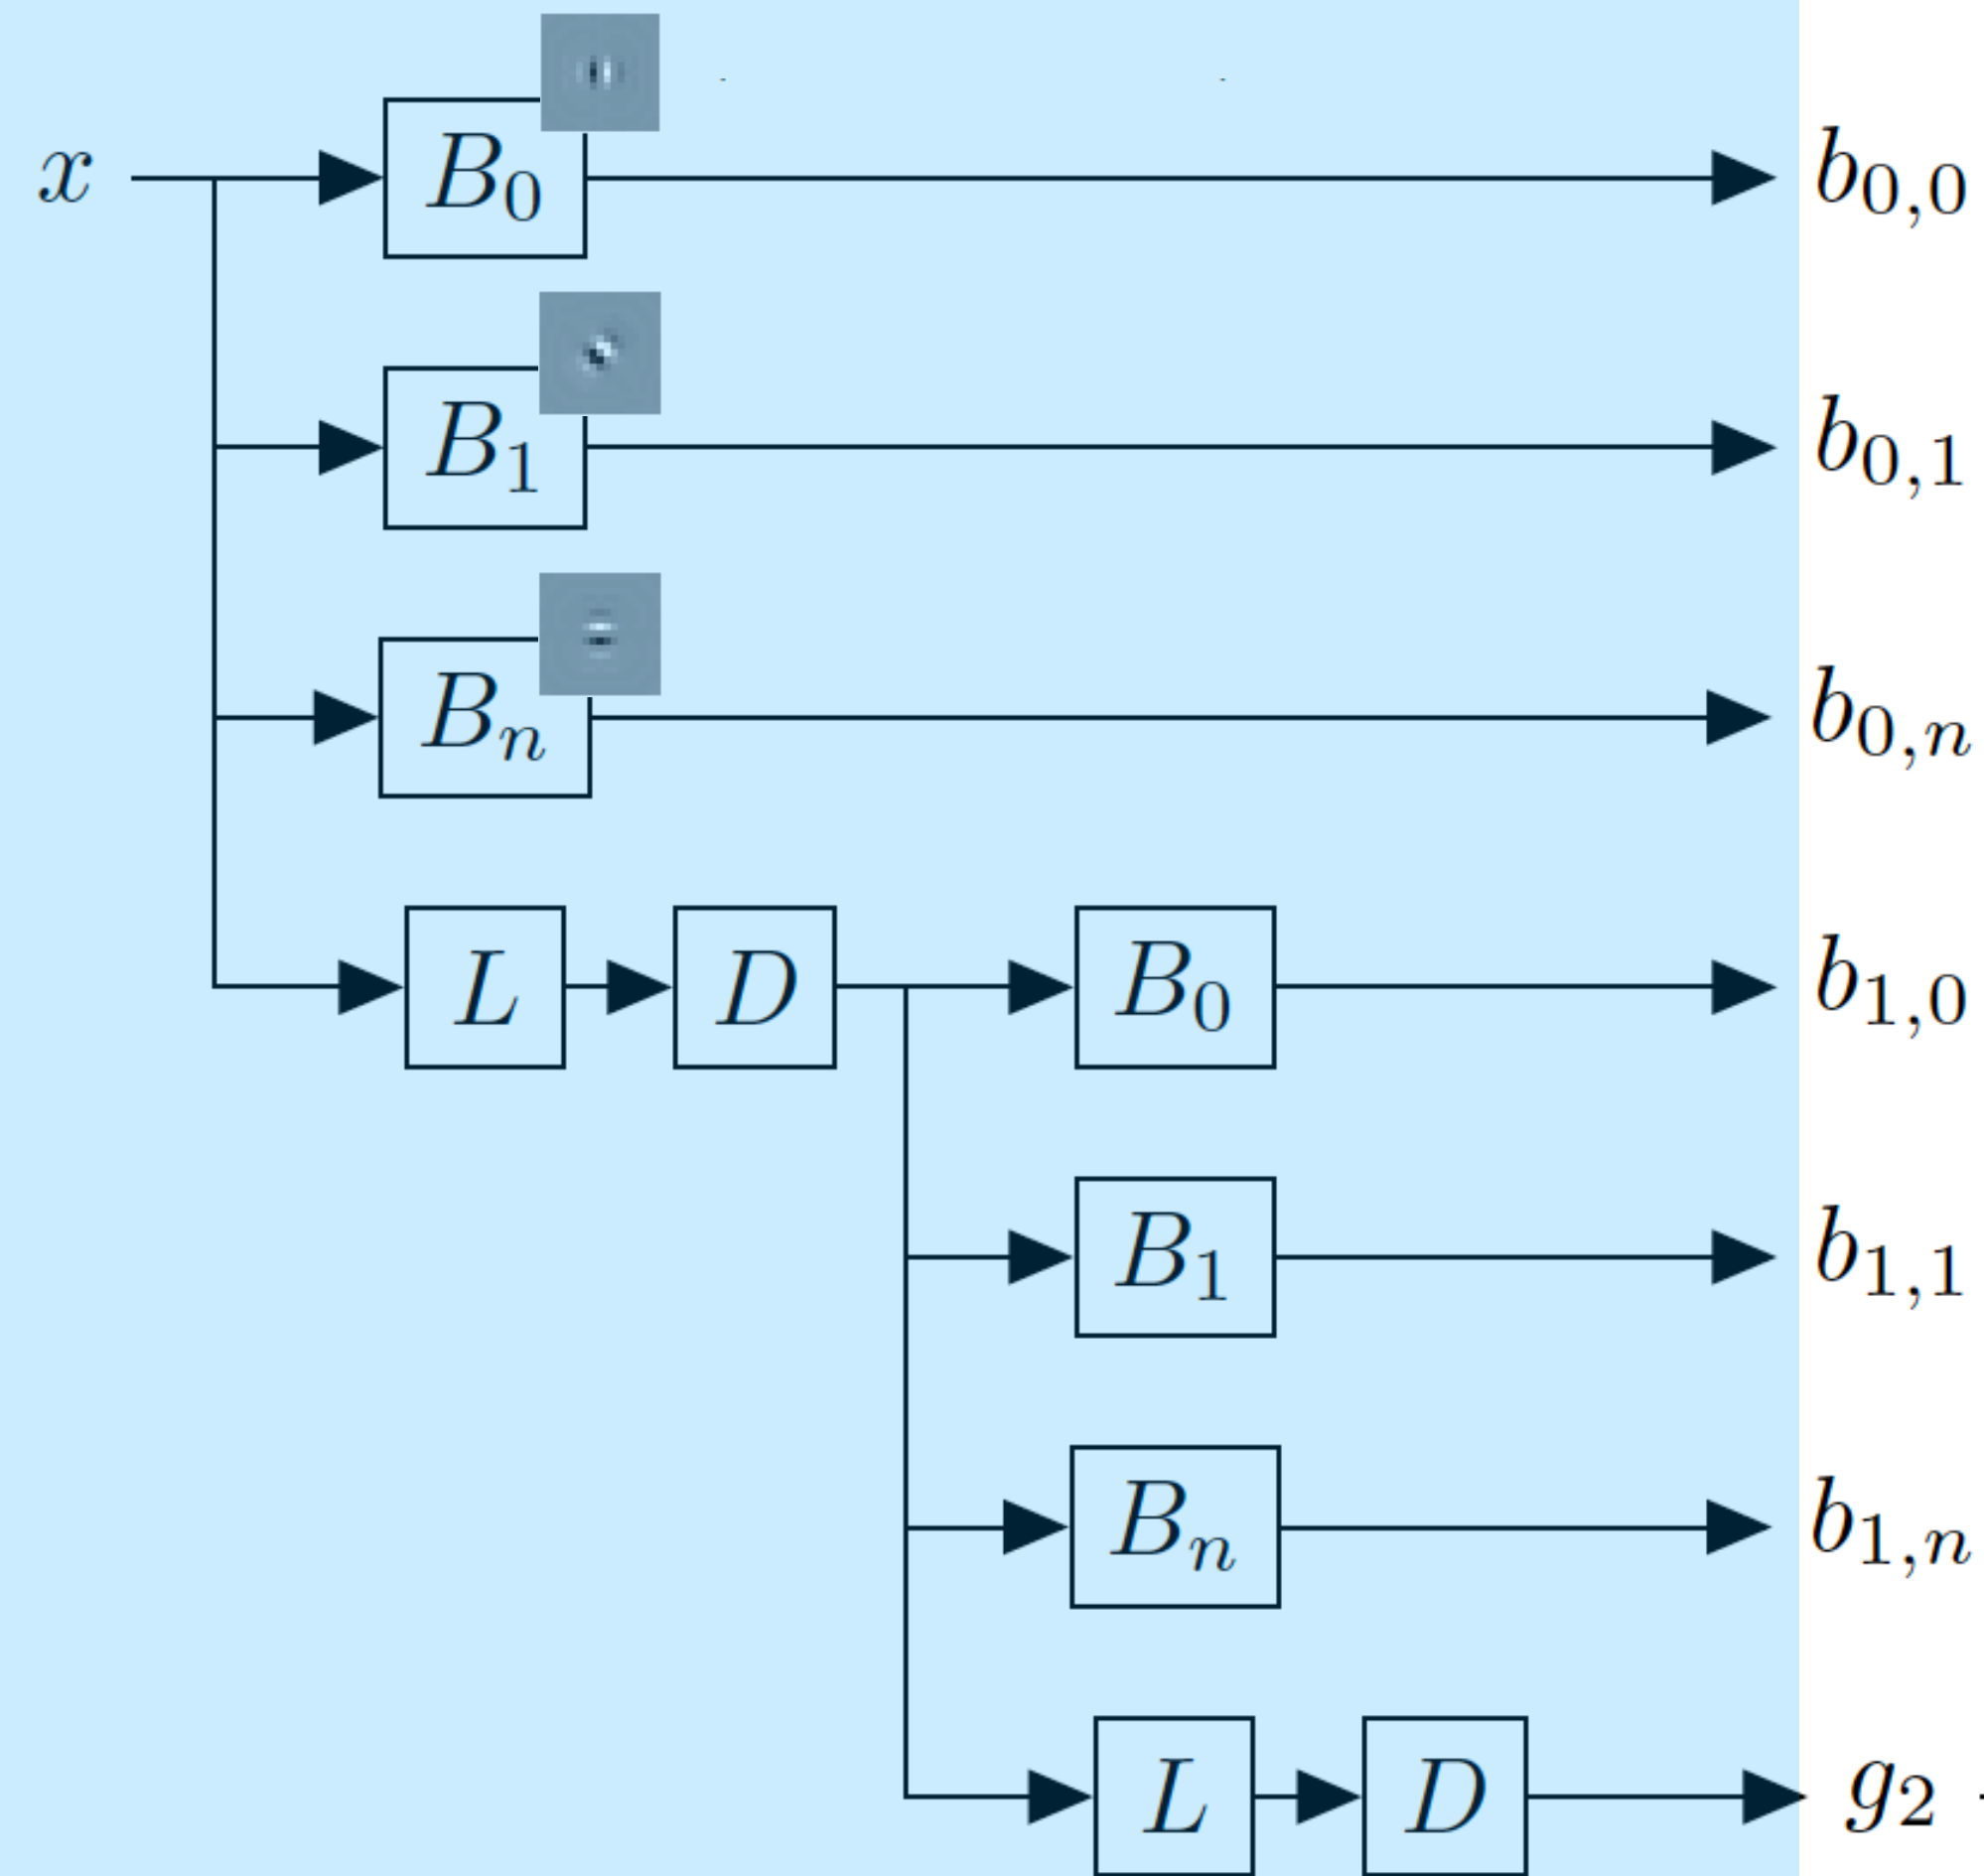 x B₀ b₀,₀
B₁ b₀,₁
Bₙ b₀,ₙ
L D B₀ b₁,₀
B₁ b₁,₁
Bₙ b₁,ₙ
L D g₂